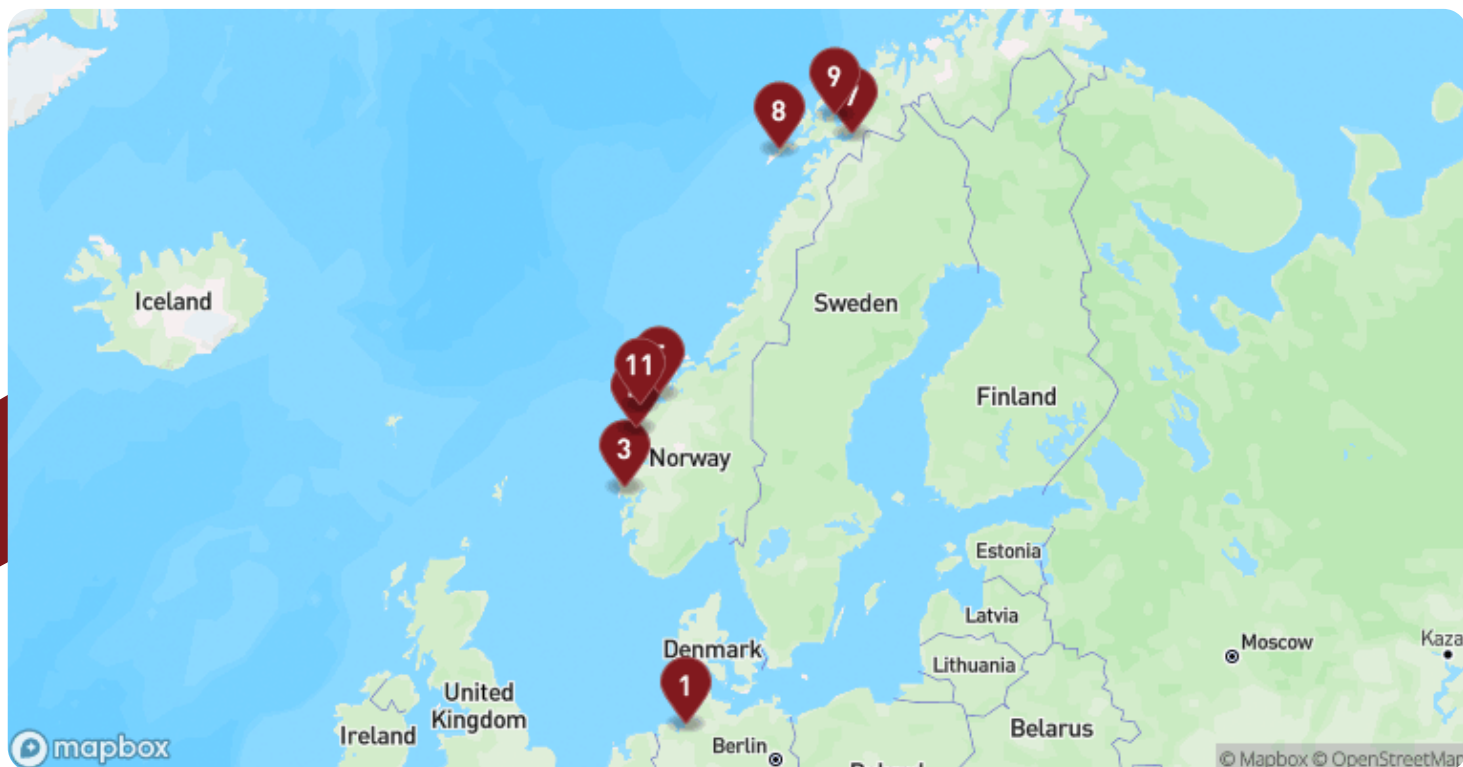 9
8
Iceland
Sweden
11
Finland
3
Norway
Estonia
Latvia
Moscow
Kaza
Denmark
Lithuania
1
United
Kingdom
Belarus
Ireland
Berlin
mapbox
© Mapbox © OpenStreetMap